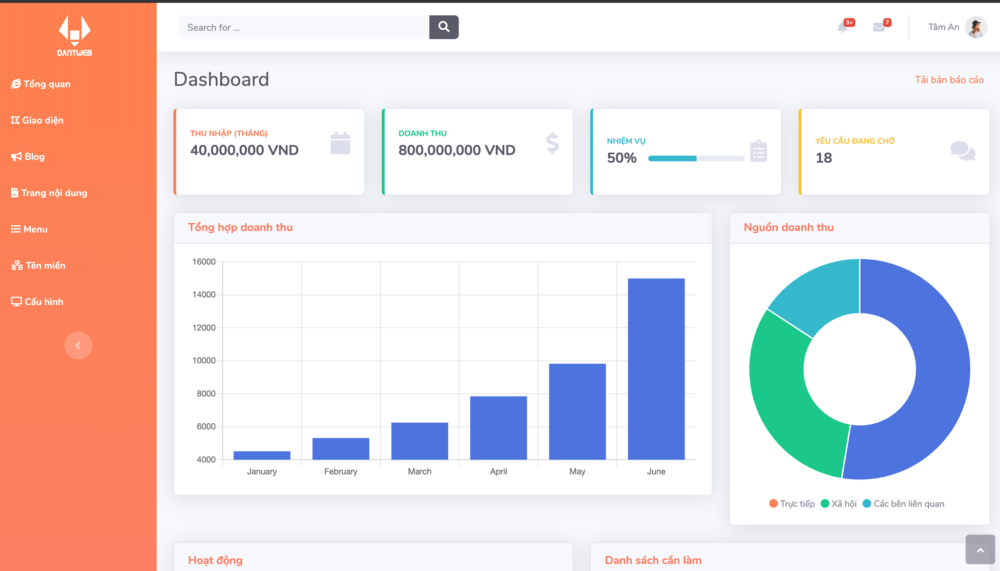 DANTWEB
Tổng quan
Giao diện
Blog
Trang nội dung
Menu
Tên miền
Cấu hình
Search for ...
3+
7
Tâm An
Dashboard
Tải bản báo cáo
THU NHẬP (THÁNG)
40,000,000 VND
DOANH THU
800,000,000 VND
NHIỆM VỤ
50%
YÊU CẦU ĐANG CHỜ
18
Tổng hợp doanh thu
16000
14000
12000
10000
8000
6000
4000
January February March April May June
Nguồn doanh thu
Trực tiếp Xã hội Các bên liên quan
Hoạt động
Danh sách cần làm